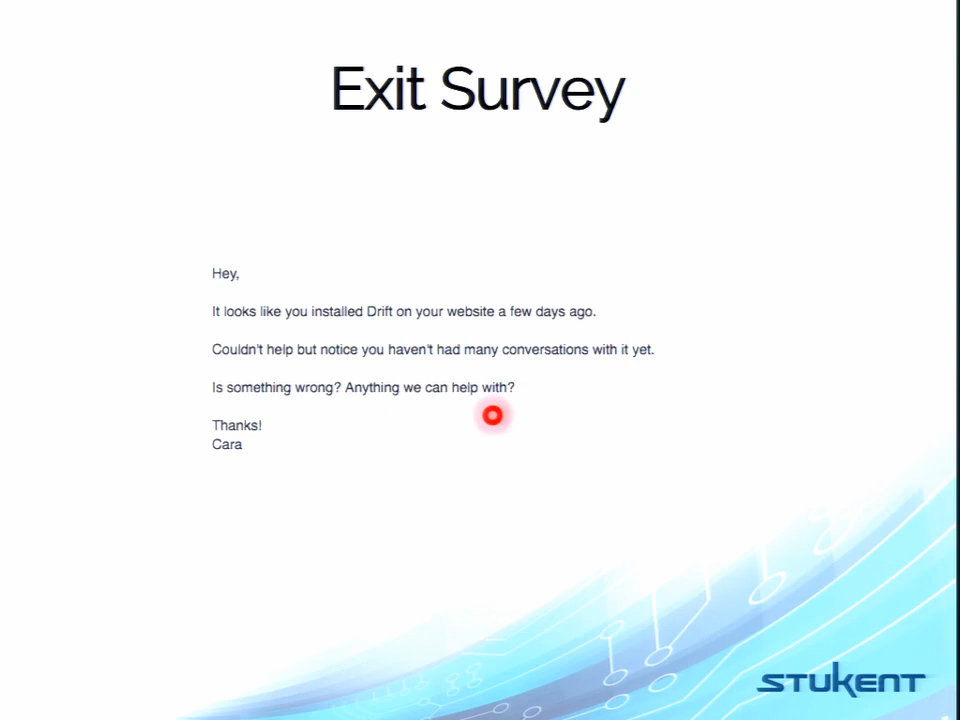 Exit Survey
Hey,
It looks like you installed Drift on your website a few days ago.
Couldn't help but notice you haven't had many conversations with it yet.
Is something wrong? Anything we can help with?
Thanks!
Cara
STUKENT